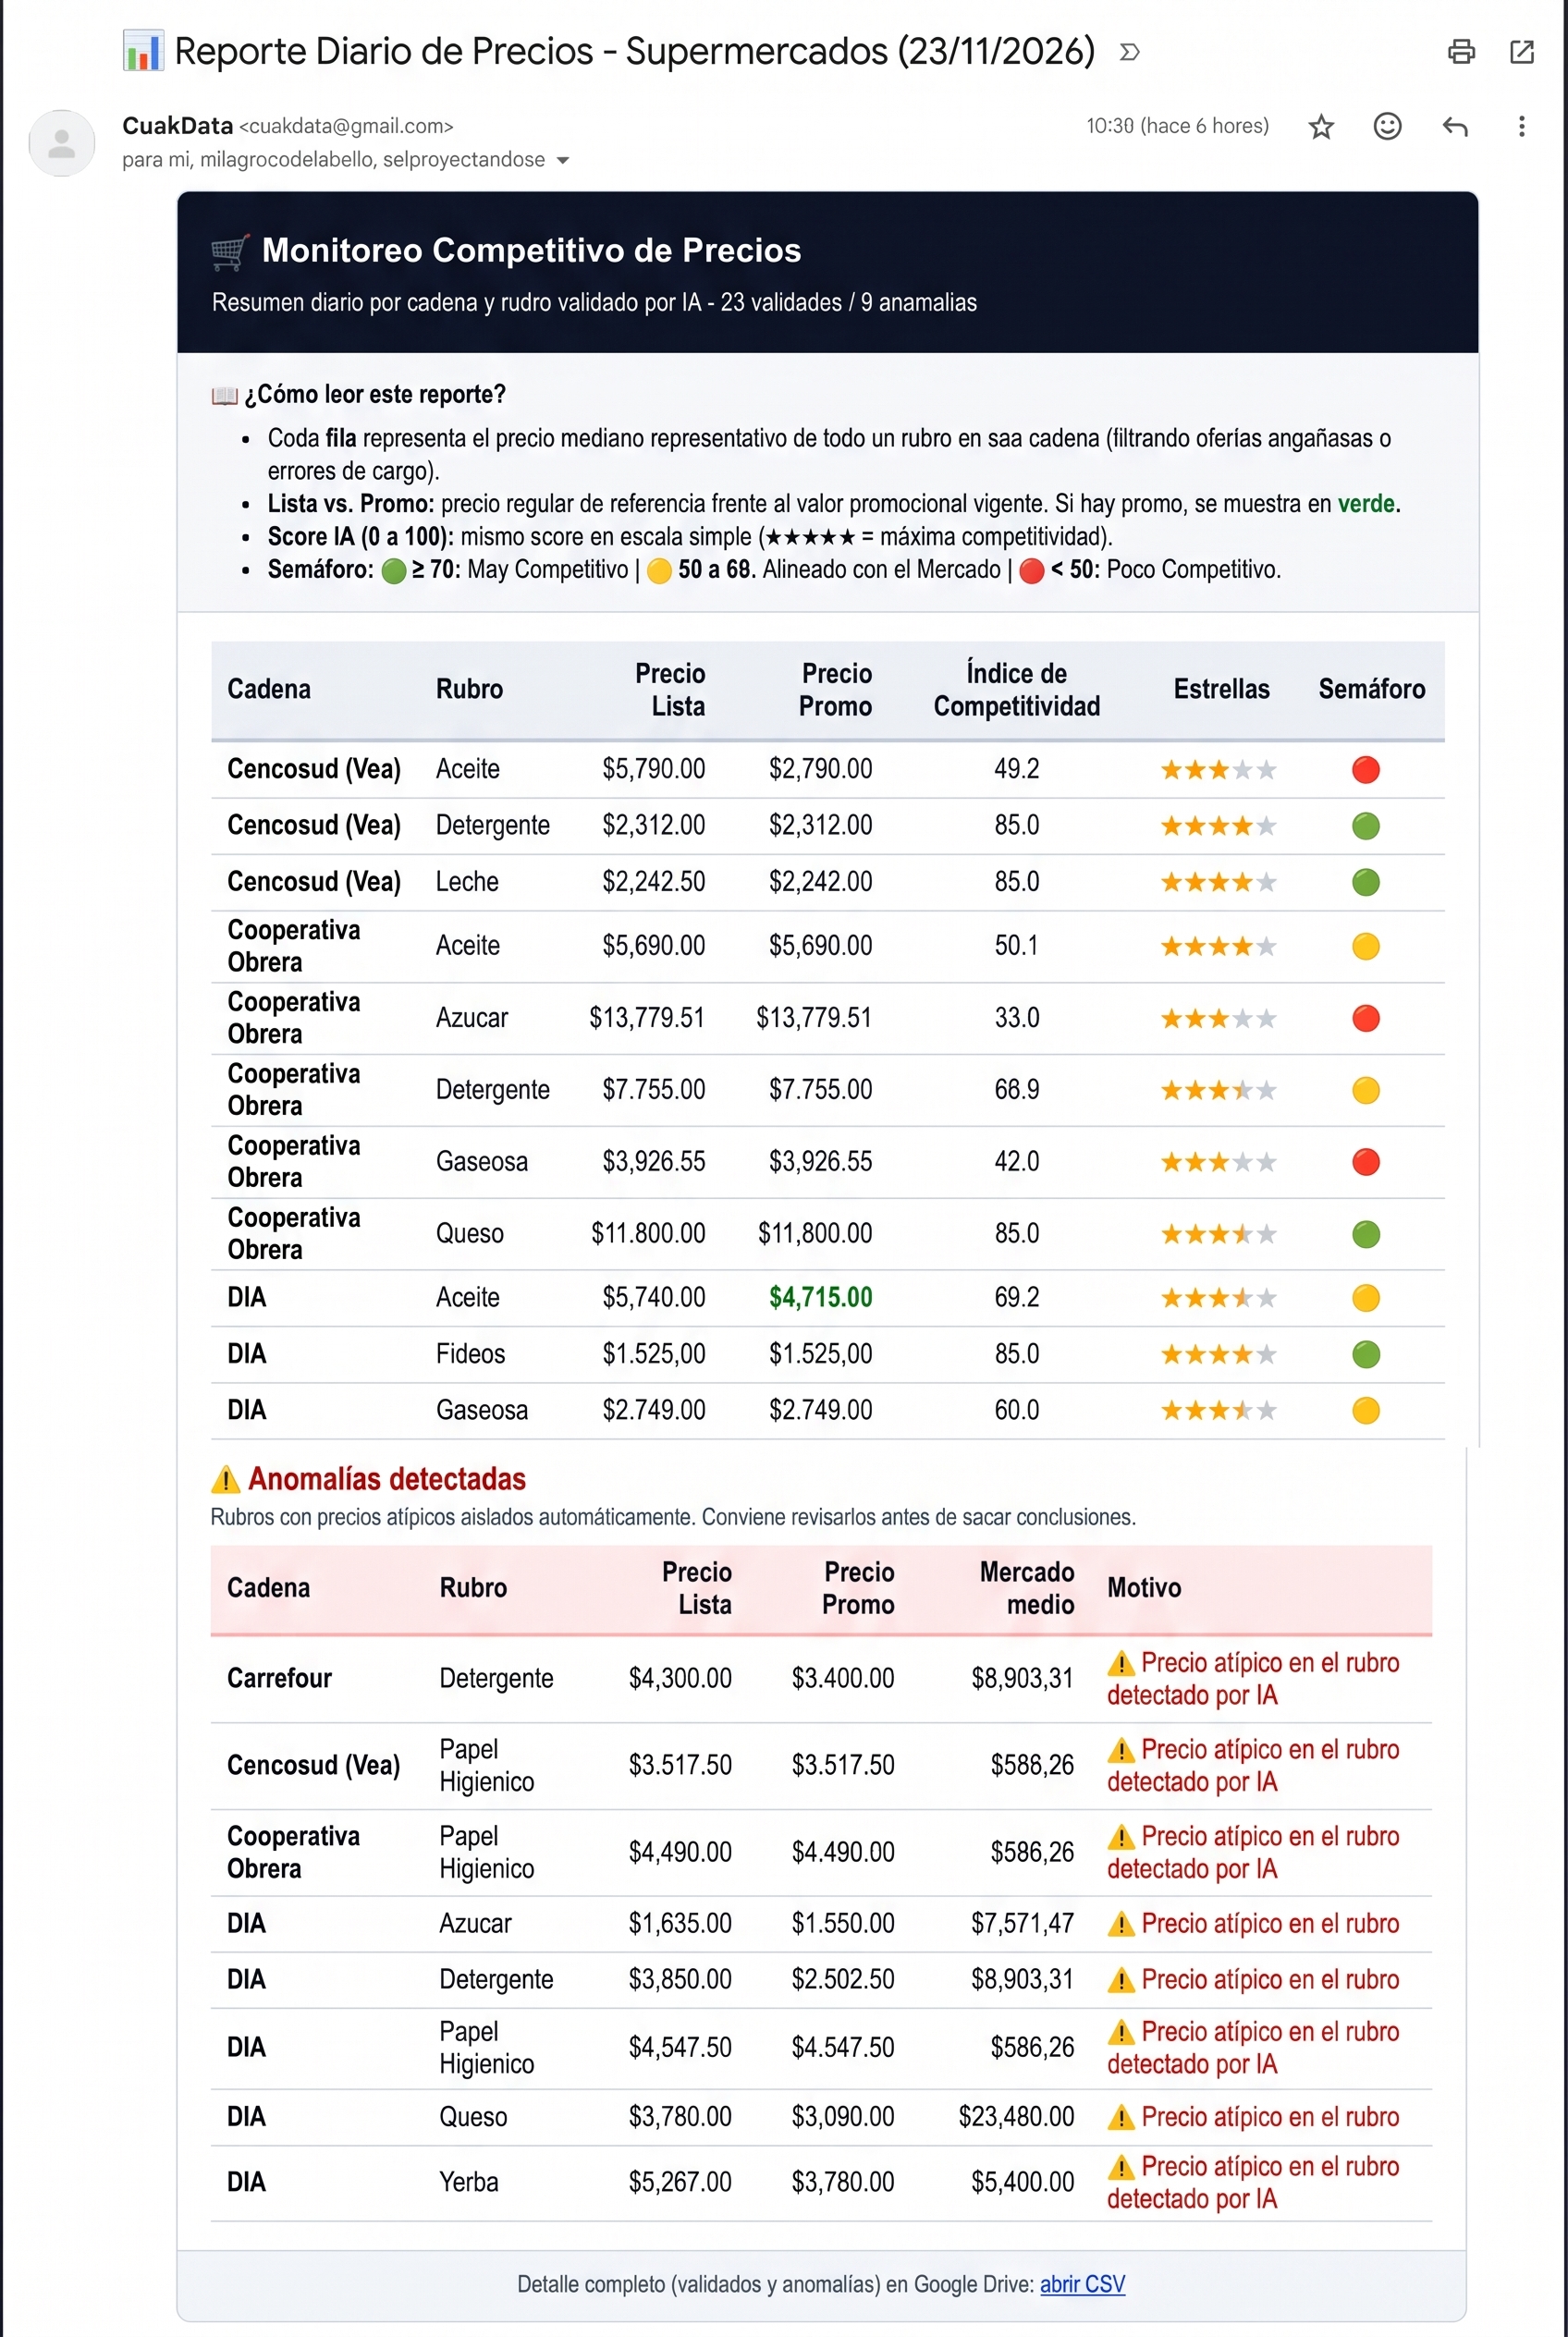 Reporte Diario de Precios - Supermercados (23/11/2026)
CuakData <cuakdata@gmail.com>
10:30 (hace 6 hores)
para mi, milagrocodelabello, selproyectandose
Monitoreo Competitivo de Precios
Resumen diario por cadena y rudro validado por IA - 23 validades / 9 anamalias
¿Cómo leor este reporte?
• Coda fila representa el precio mediano representativo de todo un rubro en saa cadena (filtrando oferías angañasas o
errores de cargo).
• Lista vs. Promo: precio regular de referencia frente al valor promocional vigente. Si hay promo, se muestra en verde.
• Score IA (0 a 100): mismo score en escala simple (★★★★★ = máxima competitividad).
• Semáforo: 🟢 ≥ 70: May Competitivo | 🟡 50 a 68. Alineado con el Mercado | 🔴 < 50: Poco Competitivo.
Cadena Rubro Precio Lista Precio Promo Índice de Competitividad Estrellas Semáforo
Cencosud (Vea) Aceite $5,790.00 $2,790.00 49.2
Cencosud (Vea) Detergente $2,312.00 $2,312.00 85.0
Cencosud (Vea) Leche $2,242.50 $2,242.00 85.0
Cooperativa Obrera Aceite $5,690.00 $5,690.00 50.1
Cooperativa Obrera Azucar $13,779.51 $13,779.51 33.0
Cooperativa Obrera Detergente $7.755.00 $7.755.00 68.9
Cooperativa Obrera Gaseosa $3,926.55 $3,926.55 42.0
Cooperativa Obrera Queso $11.800.00 $11,800.00 85.0
DIA Aceite $5,740.00 $4,715.00 69.2
DIA Fideos $1.525,00 $1.525,00 85.0
DIA Gaseosa $2.749.00 $2.749.00 60.0
Anomalías detectadas
Rubros con precios atípicos aislados automáticamente. Conviene revisarlos antes de sacar conclusiones.
Cadena Rubro Precio Lista Precio Promo Mercado medio Motivo
Carrefour Detergente $4,300.00 $3.400.00 $8,903,31 Precio atípico en el rubro detectado por IA
Cencosud (Vea) Papel Higienico $3.517.50 $3.517.50 $586,26 Precio atípico en el rubro detectado por IA
Cooperativa Obrera Papel Higienico $4,490.00 $4.490.00 $586,26 Precio atípico en el rubro detectado por IA
DIA Azucar $1,635.00 $1.550.00 $7,571,47 Precio atípico en el rubro
DIA Detergente $3,850.00 $2.502.50 $8,903,31 Precio atípico en el rubro
DIA Papel Higienico $4,547.50 $4.547.50 $586,26 Precio atípico en el rubro detectado por IA
DIA Queso $3,780.00 $3,090.00 $23,480.00 Precio atípico en el rubro
DIA Yerba $5,267.00 $3,780.00 $5,400.00 Precio atípico en el rubro detectado por IA
Detalle completo (validados y anomalías) en Google Drive: abrir CSV